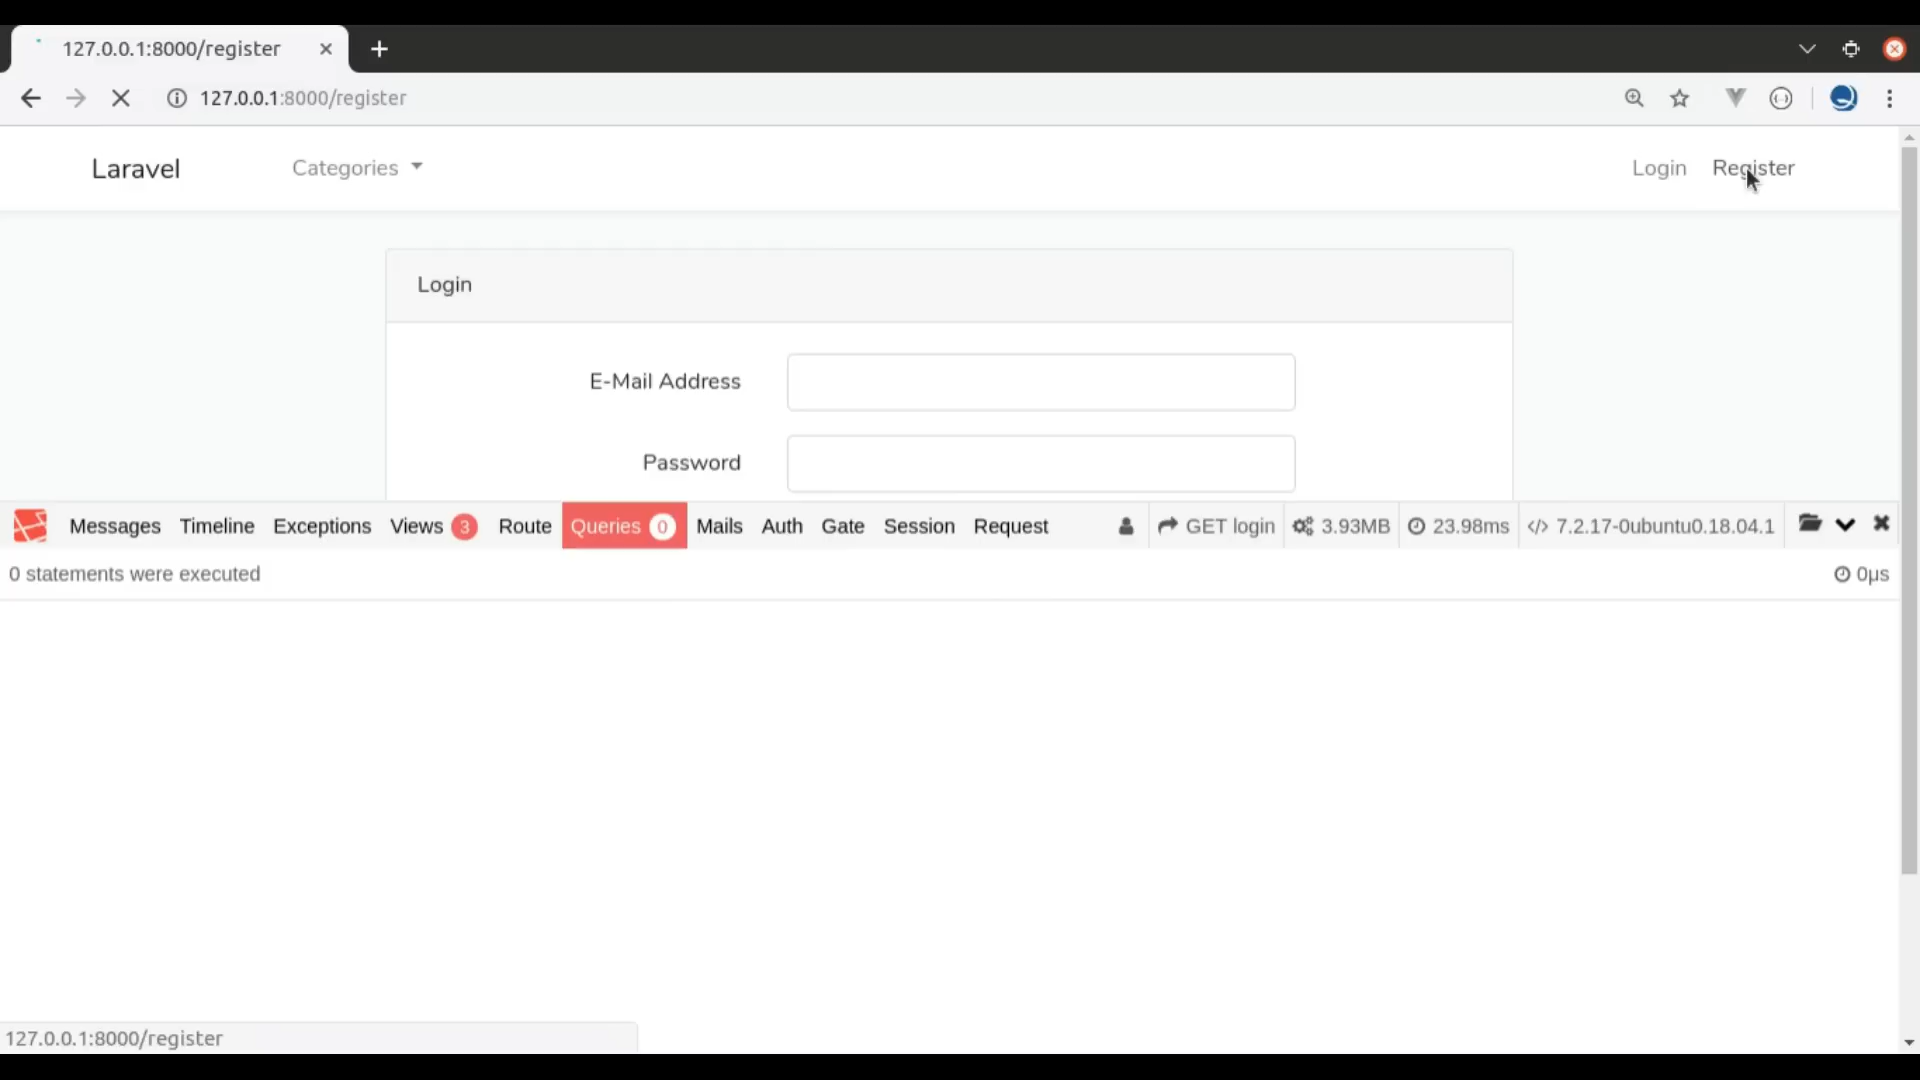 127.0.0.1:8000/register
127.0.0.1:8000/register
Laravel Categories Login Register
Login
E-Mail Address
Password
Messages Timeline Exceptions Views 3 Route Queries 0 Mails Auth Gate Session Request GET login 3.93MB 23.98ms 7.2.17-0ubuntu0.18.04.1
0 statements were executed 0μs
127.0.0.1:8000/register